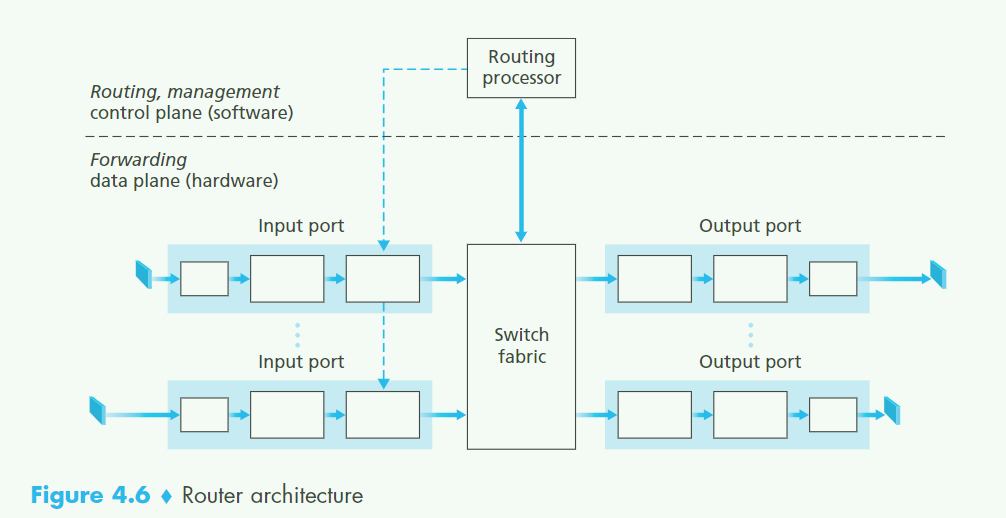 Routing
processor
Routing, management
control plane (software)
Forwarding
data plane (hardware)
Input port
Output port
Switch
fabric
Input port
Output port
Figure 4.6 ♦ Router architecture